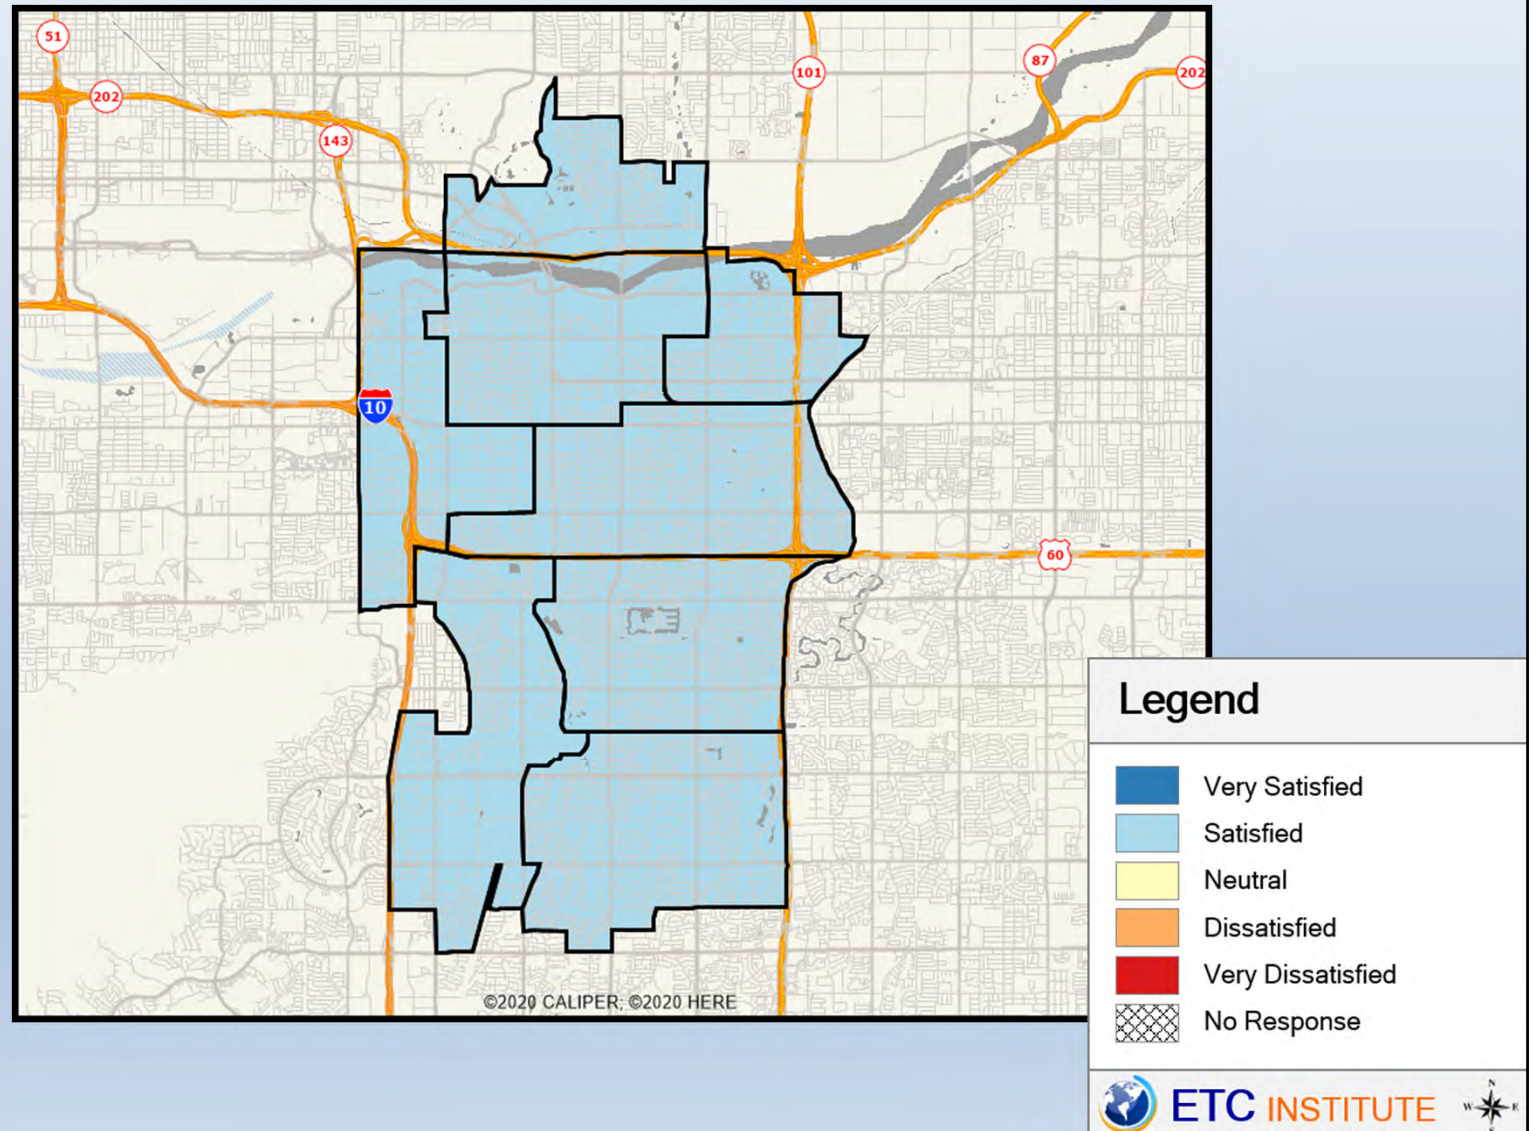 51
202
143
101
87
202
10
60
©2020 CALIPER; ©2020 HERE
Legend
Very Satisfied
Satisfied
Neutral
Dissatisfied
Very Dissatisfied
No Response
ETC INSTITUTE
N
W E
S